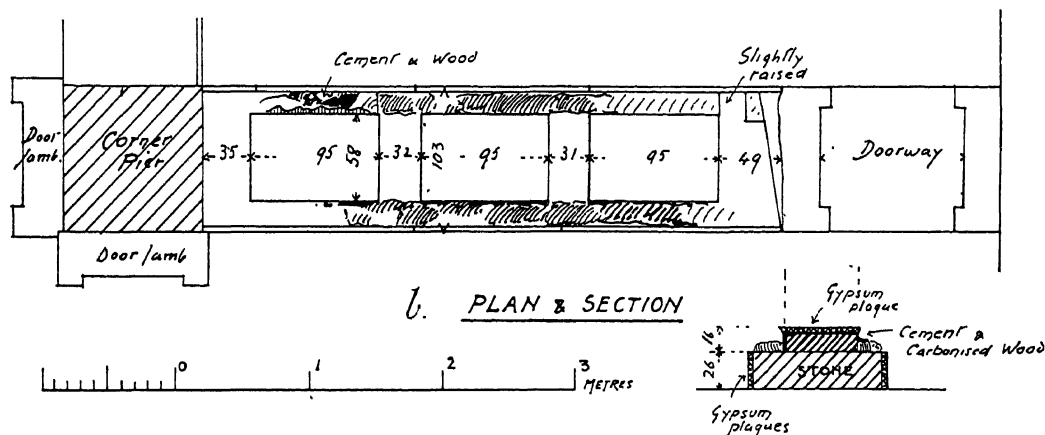 Cement & Wood
Slightly
raised
Door
Jamb.
Corner
Pier
35
95
58
32
103
95
31
95
49
Doorway
Door Jamb
b. PLAN & SECTION
Gypsum
plaque
Cement &
Carbonised Wood
16
26
STONE
Gypsum
plaques
0 1 2 3
METRES